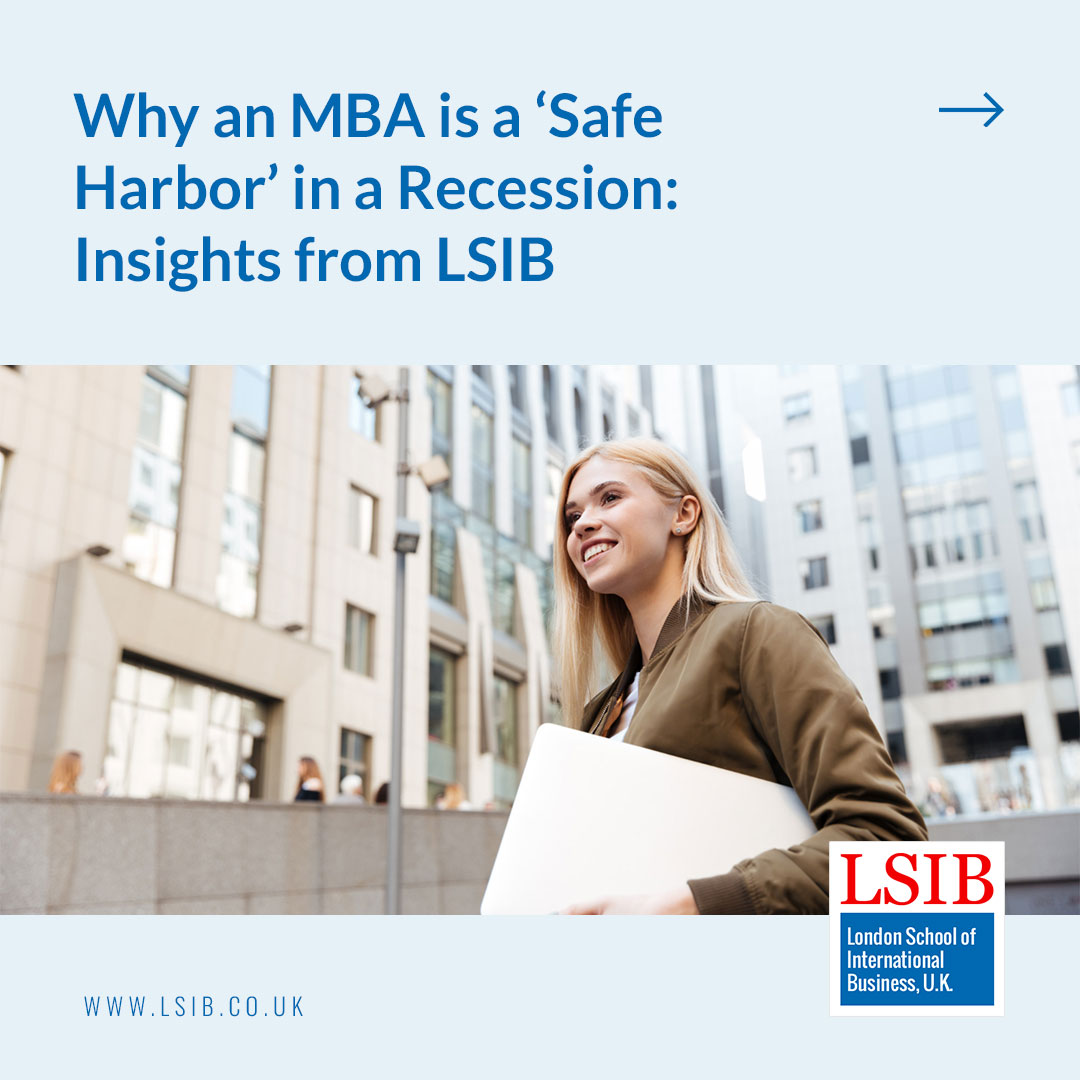 Why an MBA is a ‘Safe
Harbor’ in a Recession:
Insights from LSIB
LSIB
London School of
International
Business, U.K.
WWW.LSIB.CO.UK